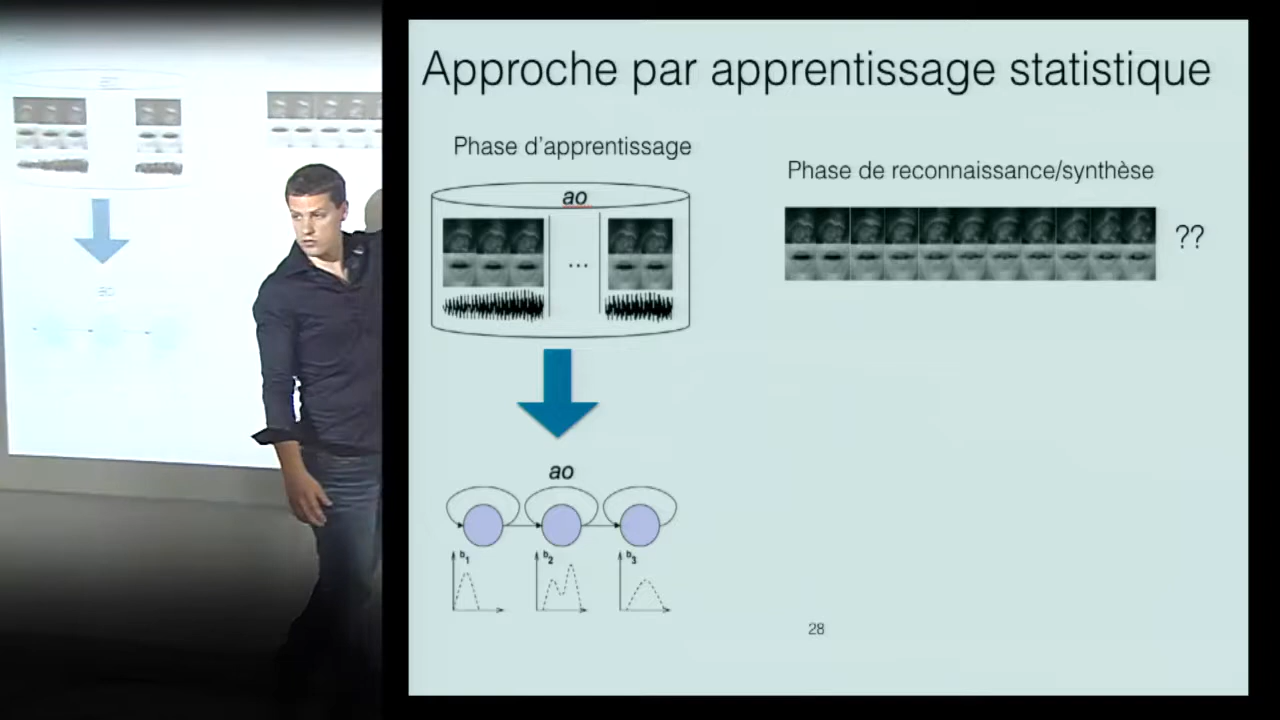 Approche par apprentissage statistique
Phase d'apprentissage
ao
...
Phase de reconnaissance/synthèse
??
ao
b1
b2
b3
28